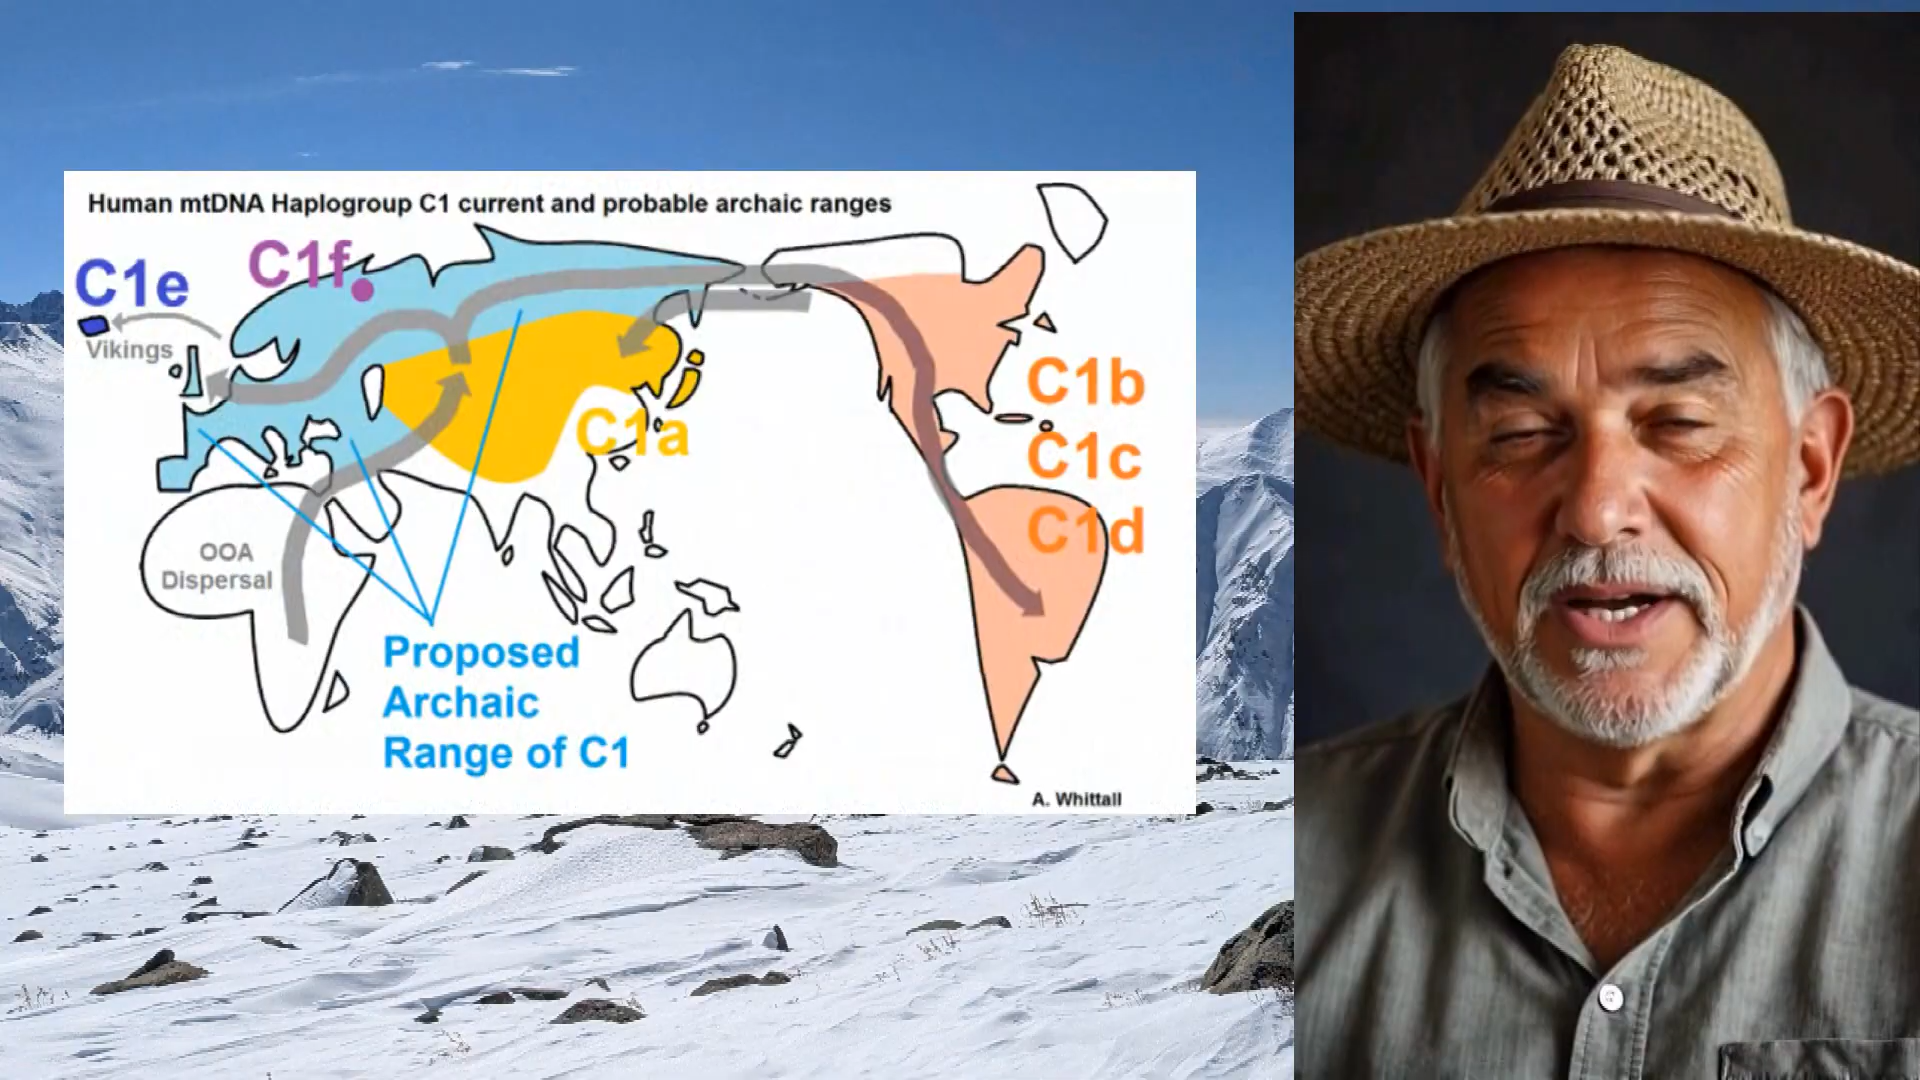 Human mtDNA Haplogroup C1 current and probable archaic ranges
C1f
C1e
Vikings
C1b
C1a
C1c
C1d
OOA
Dispersal
Proposed
Archaic
Range of C1
A. Whittall